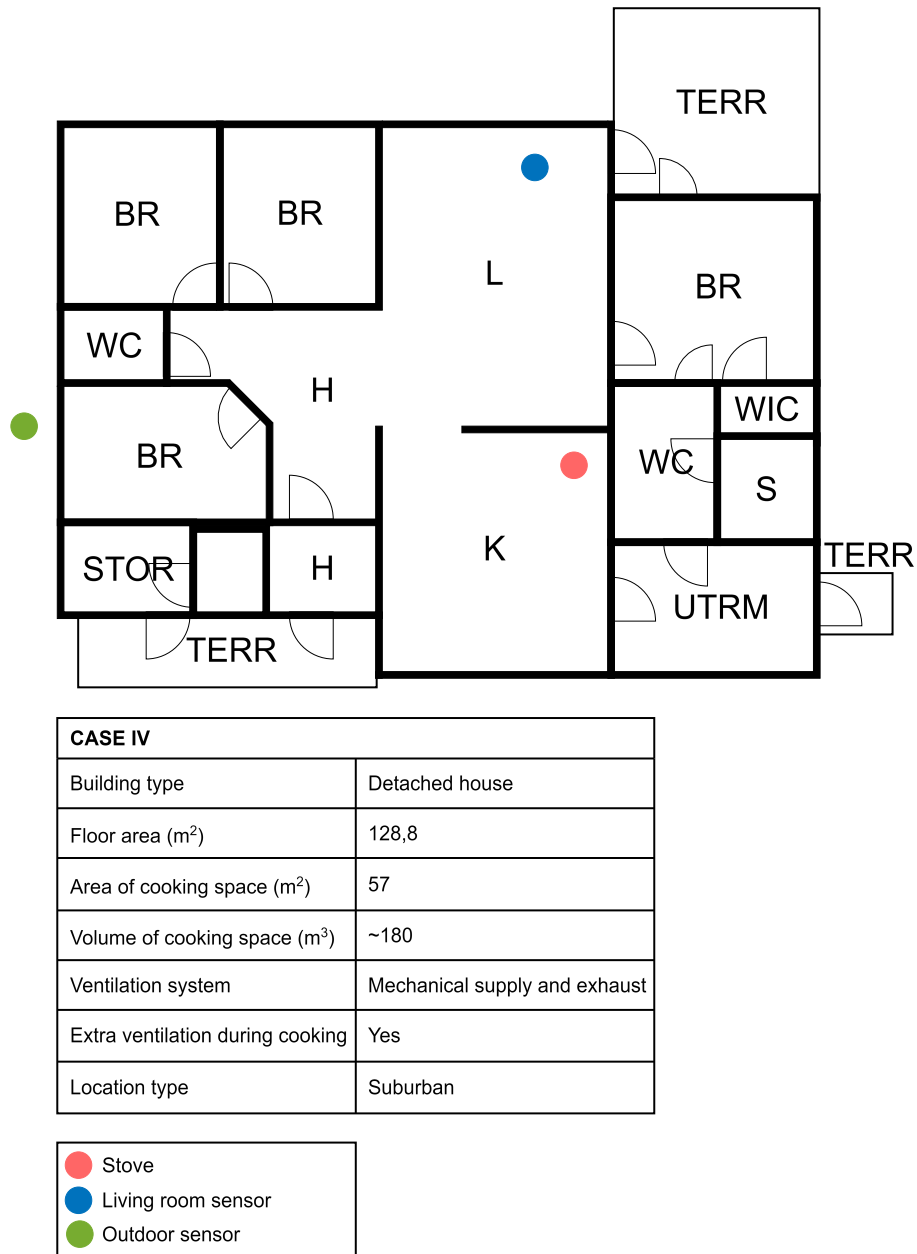 TERR
BR
BR
L
BR
WC
H
WIC
BR
WC
S
K
TERR
STOR
H
UTRM
TERR
CASE IV
Building type Detached house
Floor area (m²) 128,8
Area of cooking space (m²) 57
Volume of cooking space (m³) ~180
Ventilation system Mechanical supply and exhaust
Extra ventilation during cooking Yes
Location type Suburban
Stove
Living room sensor
Outdoor sensor